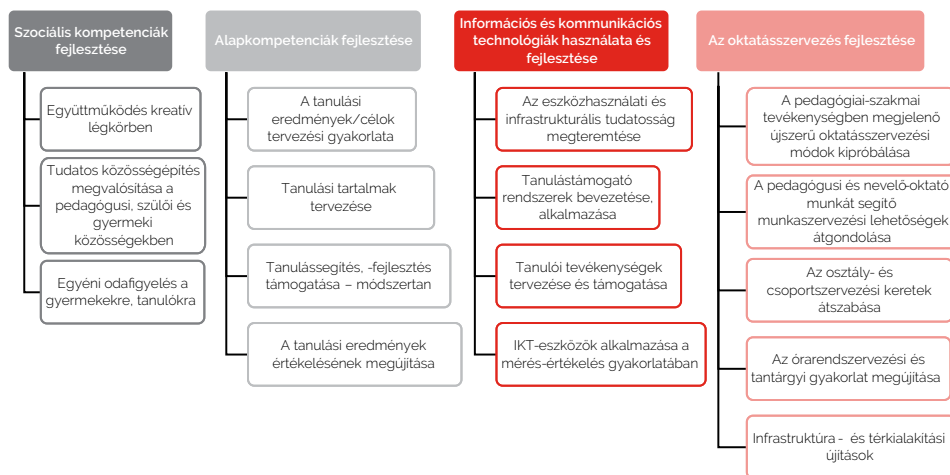 Szociális kompetenciák
fejlesztése
Együttműködés kreatív
légkörben
Tudatos közösségépítés
megvalósítása a
pedagógusi, szülői és
gyermeki
közösségekben
Egyéni odafigyelés a
gyermekekre, tanulókra
Alapkompetenciák fejlesztése
A tanulási
eredmények/célok
tervezési gyakorlata
Tanulási tartalmak
tervezése
Tanulássegítés, -fejlesztés
támogatása – módszertan
A tanulási eredmények
értékelésének megújítása
Információs és kommunikációs
technológiák használata és
fejlesztése
Az eszközhasználati és
infrastrukturális tudatosság
megteremtése
Tanulástámogató
rendszerek bevezetése,
alkalmazása
Tanulói tevékenységek
tervezése és támogatása
IKT-eszközök alkalmazása a
mérés-értékelés gyakorlatában
Az oktatásszervezés fejlesztése
A pedagógiai-szakmai
tevékenységben megjelenő
újszerű oktatásszervezési
módok kipróbálása
A pedagógusi és nevelő-oktató
munkát segítő
munkaszervezési lehetőségek
átgondolása
Az osztály- és
csoportszervezési keretek
átszabása
Az órarendszervezési és
tantárgyi gyakorlat megújítása
Infrastruktúra - és térkialakítási
újítások